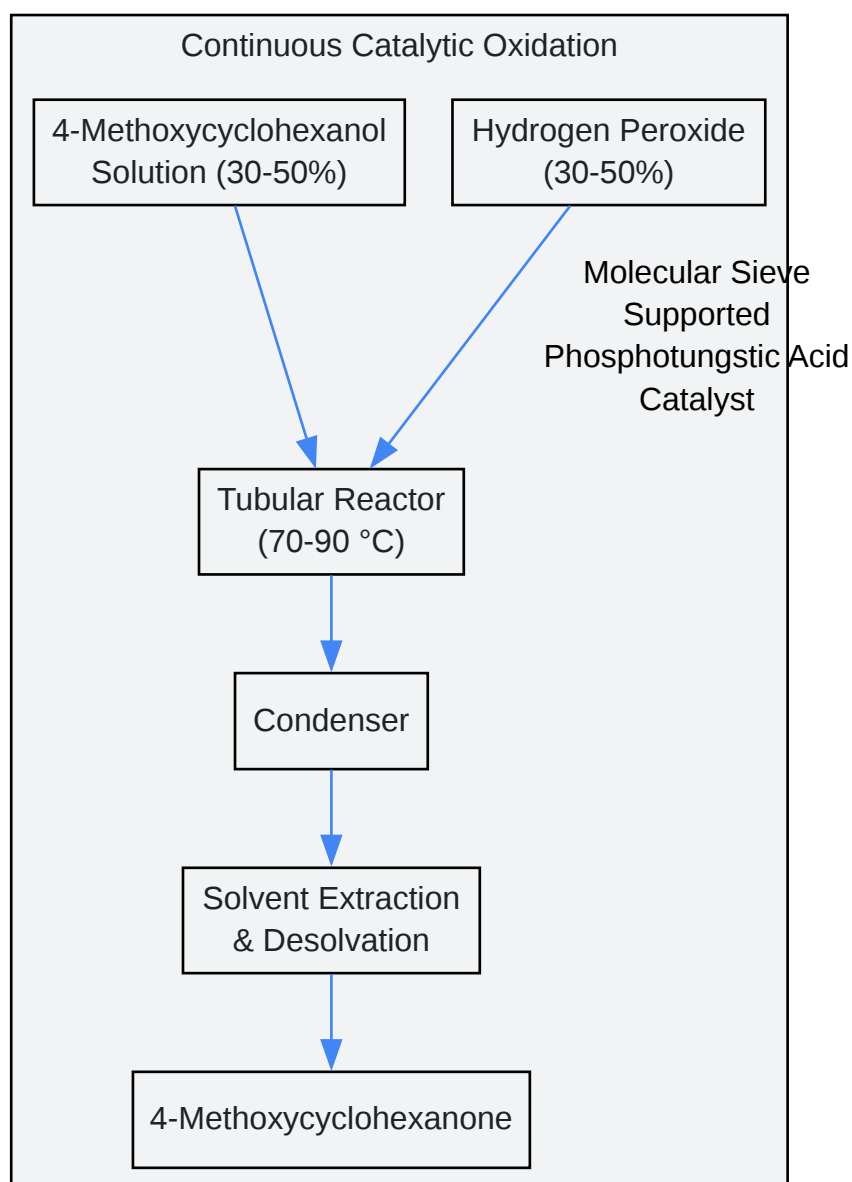 Continuous Catalytic Oxidation
4-Methoxycyclohexanol
Solution (30-50%)
Hydrogen Peroxide
(30-50%)
Molecular Sieve
Supported
Phosphotungstic Acid
Catalyst
Tubular Reactor
(70-90 °C)
Condenser
Solvent Extraction
& Desolvation
4-Methoxycyclohexanone